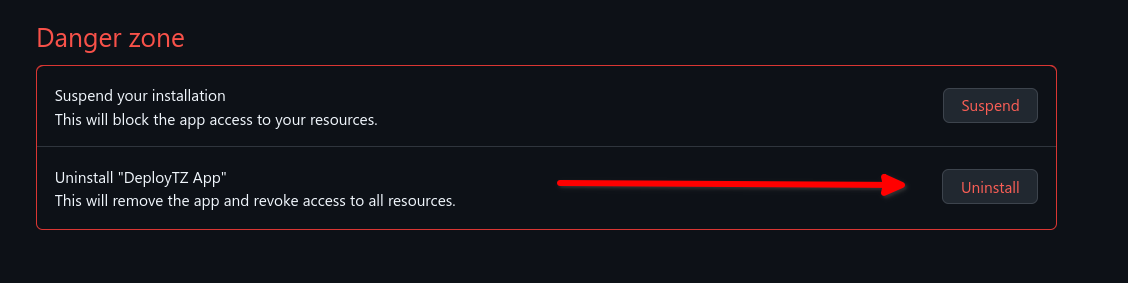 Danger zone
Suspend your installation
This will block the app access to your resources.
Suspend
Uninstall "DeployTZ App"
This will remove the app and revoke access to all resources.
Uninstall